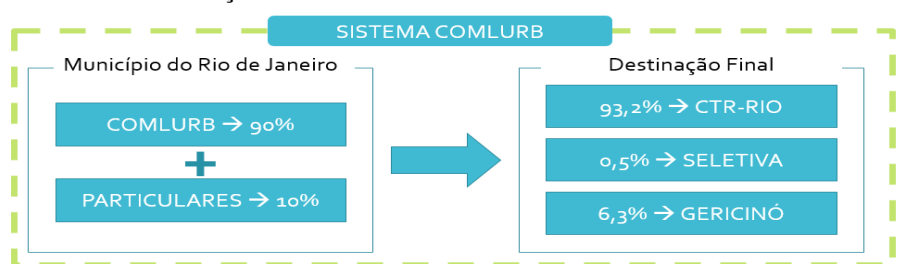 SISTEMA COMLURB
Município do Rio de Janeiro
COMLURB → 90%
+
PARTICULARES → 10%
Destinação Final
93,2% → CTR-RIO
0,5% → SELETIVA
6,3% → GERICINÓ